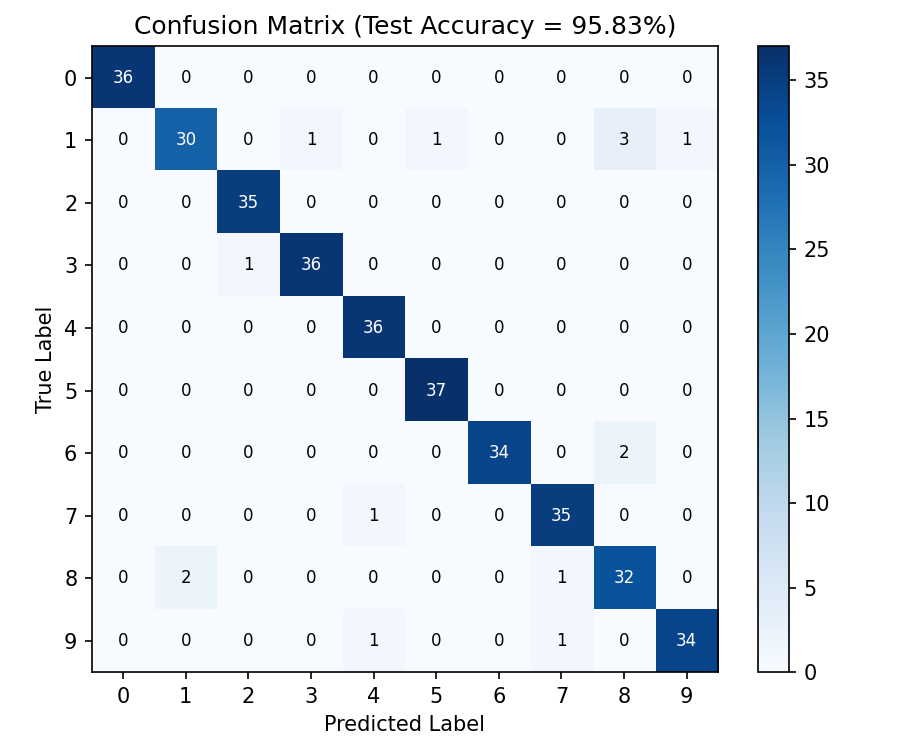 Confusion Matrix (Test Accuracy = 95.83%)
0 36 0 0 0 0 0 0 0 0 0
1 0 30 0 1 0 1 0 0 3 1
2 0 0 35 0 0 0 0 0 0 0
3 0 0 1 36 0 0 0 0 0 0
4 0 0 0 0 36 0 0 0 0 0
5 0 0 0 0 0 37 0 0 0 0
6 0 0 0 0 0 0 34 0 2 0
7 0 0 0 0 1 0 0 35 0 0
8 0 2 0 0 0 0 0 1 32 0
9 0 0 0 0 1 0 0 1 0 34
0 1 2 3 4 5 6 7 8 9
Predicted Label
True Label
35
30
25
20
15
10
5
0